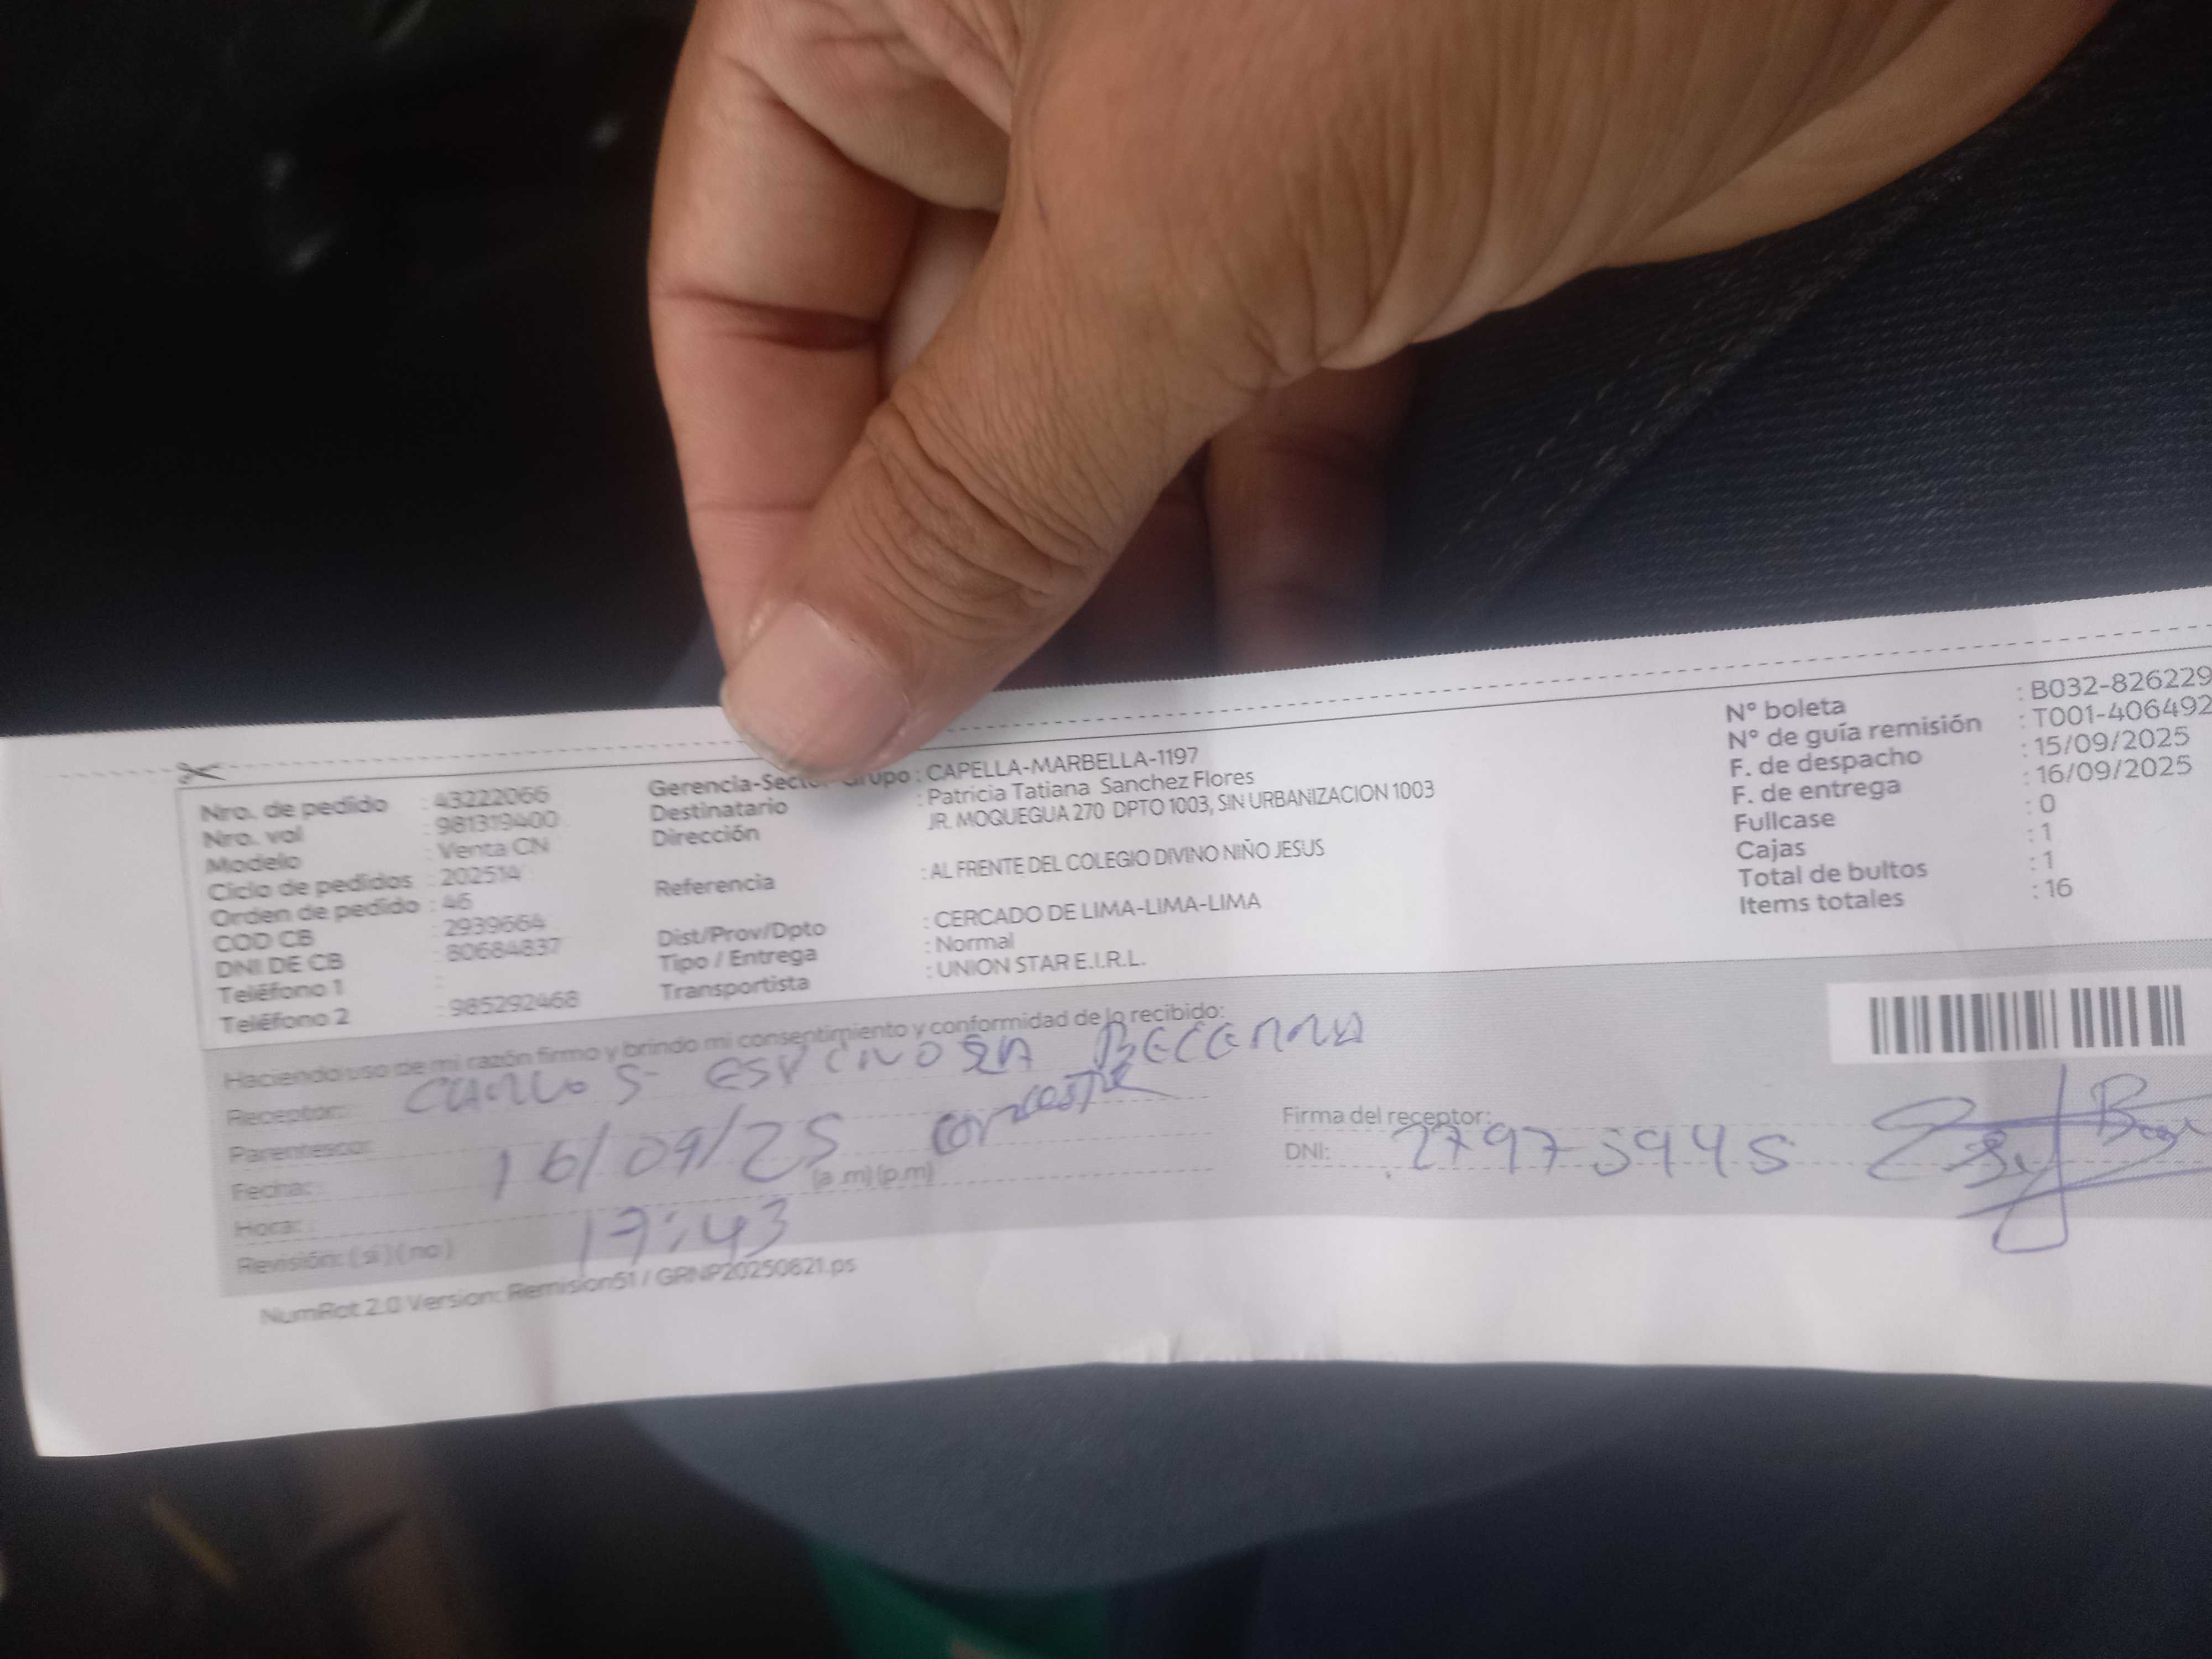 Nro. de pedido : 43222066
Nro. val : 981319400
Modelo : Venta CN
Ciclo de pedidos : 202514
Orden de pedido : 46
COD CB : 2939664
DNI DE CB : 80684837
Teléfono 1 :
Teléfono 2 : 985292468
Gerencia-Sector Grupo : CAPELLA-MARBELLA-1197
Destinatario : Patricia Tatiana Sanchez Flores
Dirección JR. MOQUEGUA 270 DPTO 1003, SIN URBANIZACION 1003
Referencia : AL FRENTE DEL COLEGIO DIVINO NIÑO JESUS
Dist/Prov/Dpto : CERCADO DE LIMA-LIMA-LIMA
Tipo / Entrega : Normal
Transportista : UNION STAR E.I.R.L.
N° boleta : B032-826229
N° de guía remisión : T001-406492
F. de despacho : 15/09/2025
F. de entrega : 16/09/2025
Fullcase : 0
Cajas : 1
Total de bultos : 1
Items totales : 16
Haciendo uso de mi razón firmo y brindo mi consentimiento y conformidad de lo recibido:
Receptor: CARLOS ESPINOZA BECERRA
Parentesco:
Fecha: 16/09/25
(a.m) (p.m)
Hora: 17:43
Revisión: (si) (no)
Firma del receptor:
DNI: 279759945
NumRot 2.0 Version: Remision51 / GRNP20250821.ps